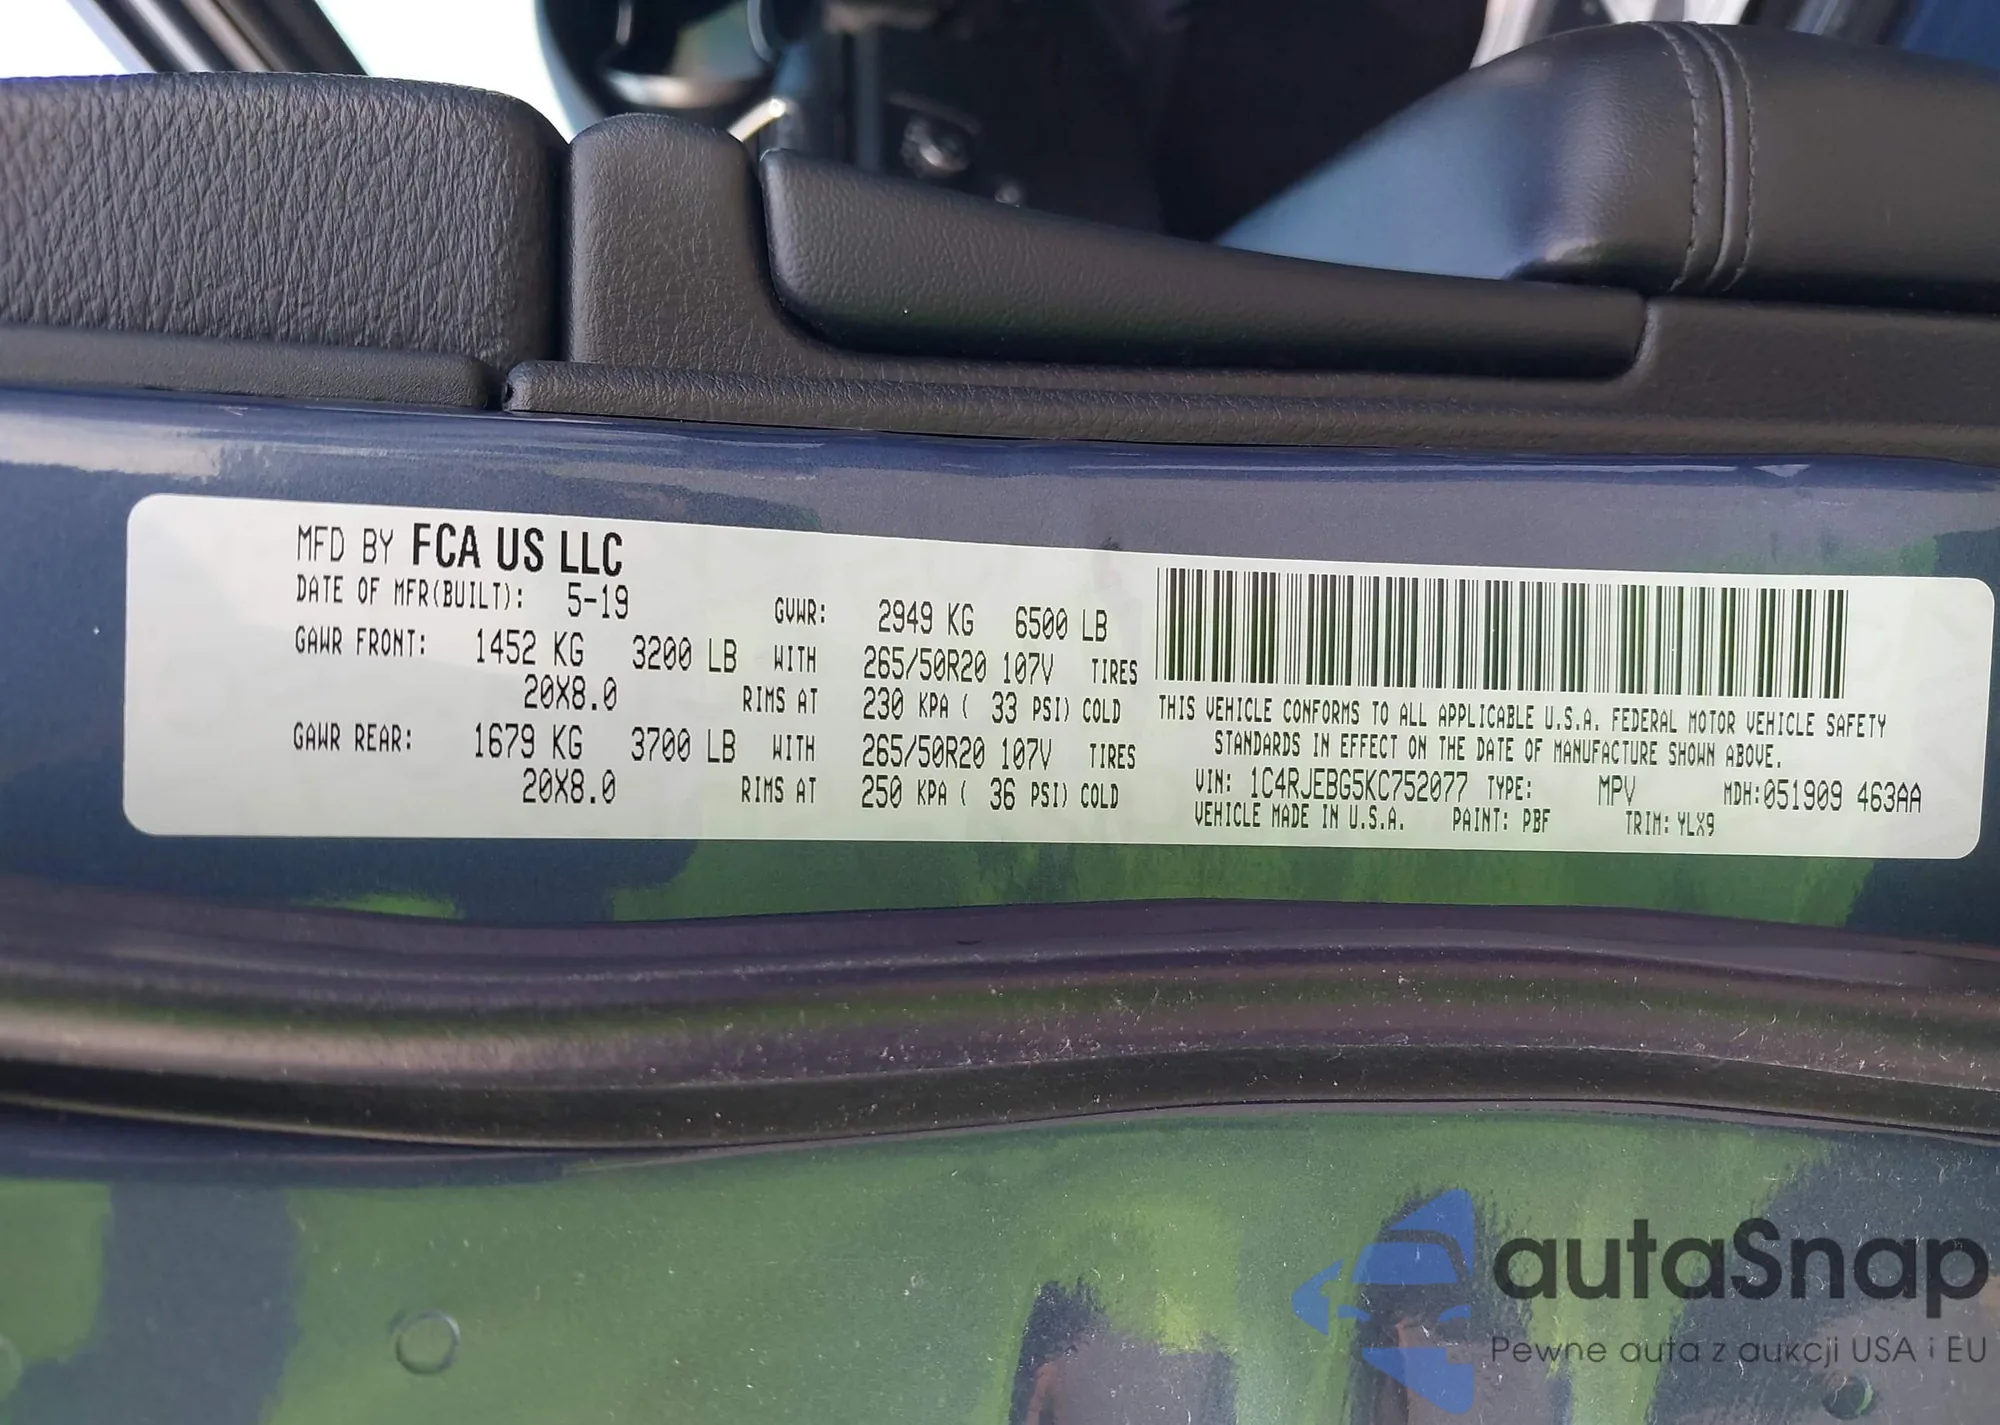 MFD BY FCA US LLC
DATE OF MFR(BUILT): 5-19 GVWR: 2949 KG 6500 LB
GAWR FRONT: 1452 KG 3200 LB WITH 265/50R20 107V TIRES
20X8.0 RIMS AT 230 KPA ( 33 PSI) COLD
GAWR REAR: 1679 KG 3700 LB WITH 265/50R20 107V TIRES
20X8.0 RIMS AT 250 KPA ( 36 PSI) COLD
THIS VEHICLE CONFORMS TO ALL APPLICABLE U.S.A. FEDERAL MOTOR VEHICLE SAFETY
STANDARDS IN EFFECT ON THE DATE OF MANUFACTURE SHOWN ABOVE.
VIN: 1C4RJEBG5KC752077 TYPE: MPV MDH:051909 463AA
VEHICLE MADE IN U.S.A. PAINT: PBF TRIM: YLX9
autaSnap
Pewne auta z aukcji USA i EU